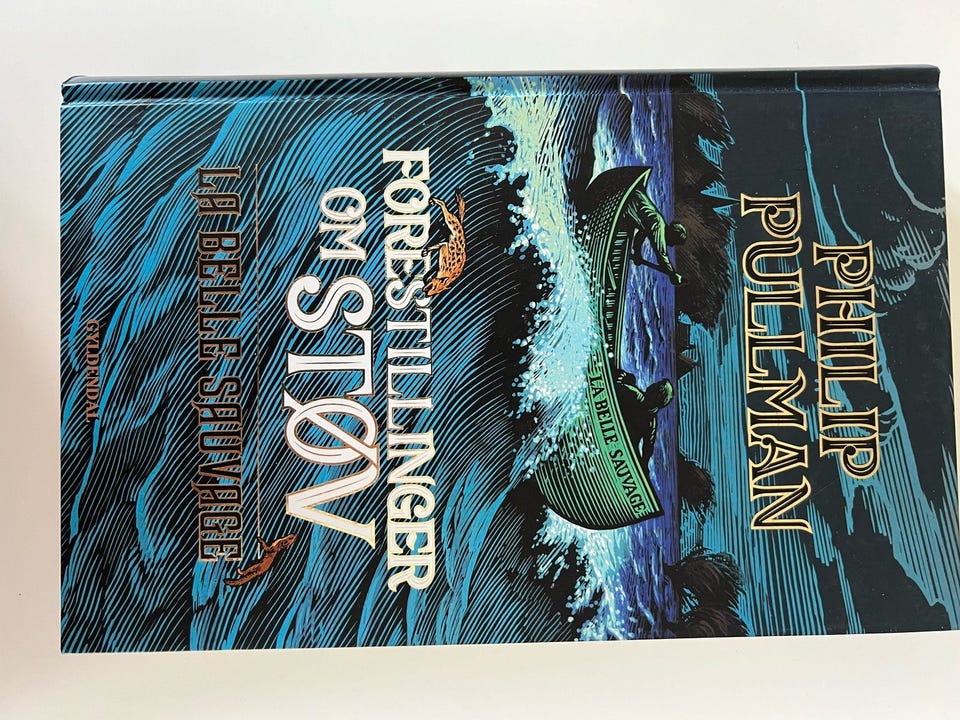 PHILIP
PULLMAN
LA BELLE SAUVAGE
FORESTILLINGER
OM STØV
LA BELLE SAUVAGE
GYLDENDAL